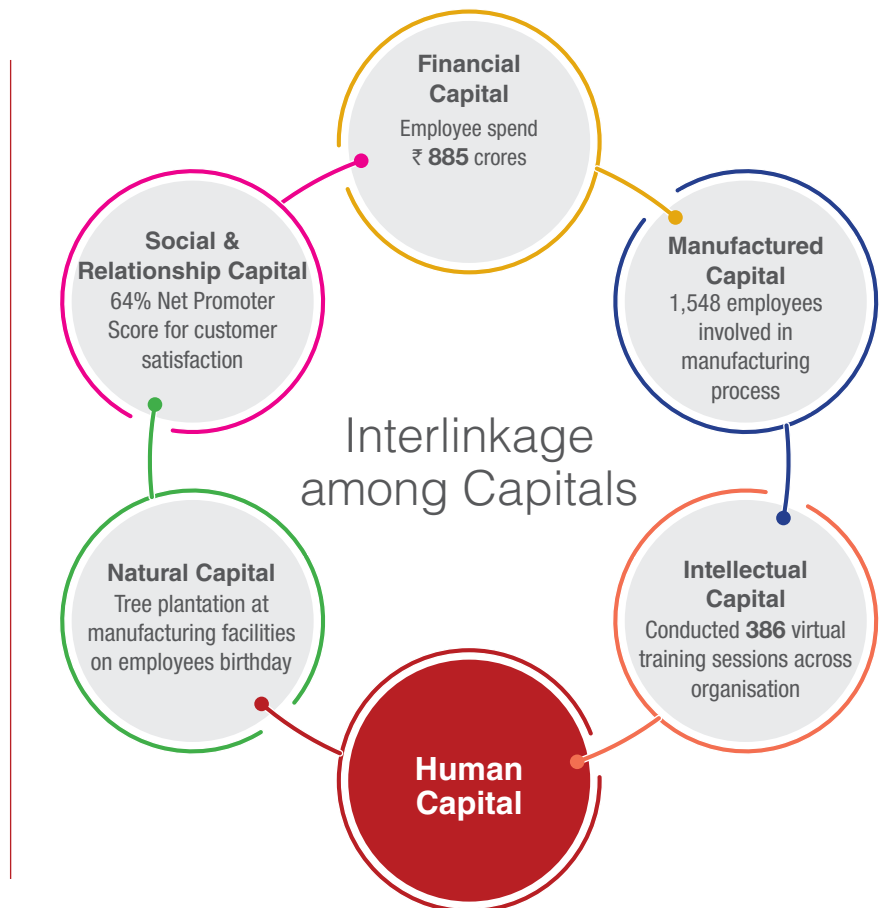 Financial
Capital
Employee spend
₹ 885 crores
Social &
Relationship Capital
64% Net Promoter
Score for customer
satisfaction
Manufactured
Capital
1,548 employees
involved in
manufacturing
process
Interlinkage
among Capitals
Natural Capital
Tree plantation at
manufacturing facilities
on employees birthday
Intellectual
Capital
Conducted 386 virtual
training sessions across
organisation
Human
Capital